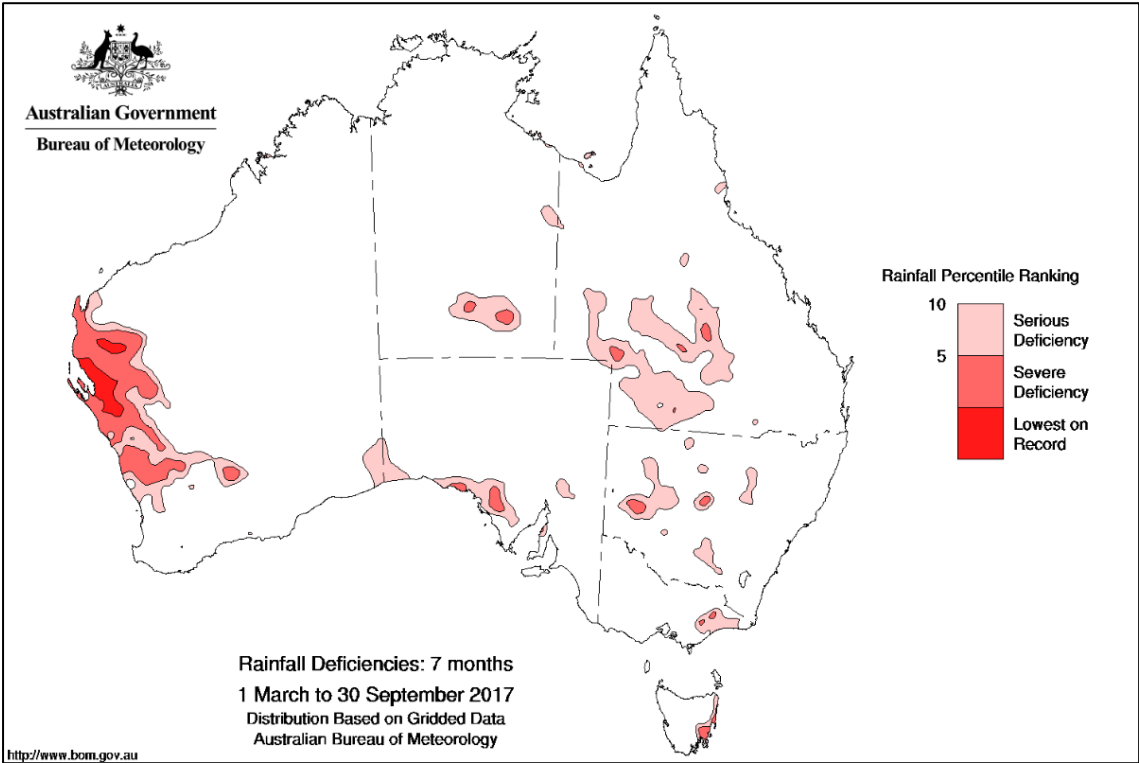 AUSTRALIA
Australian Government
Bureau of Meteorology
Rainfall Percentile Ranking
10
Serious
Deficiency
5
Severe
Deficiency
Lowest on
Record
Rainfall Deficiencies: 7 months
1 March to 30 September 2017
Distribution Based on Gridded Data
Australian Bureau of Meteorology
http://www.bom.gov.au